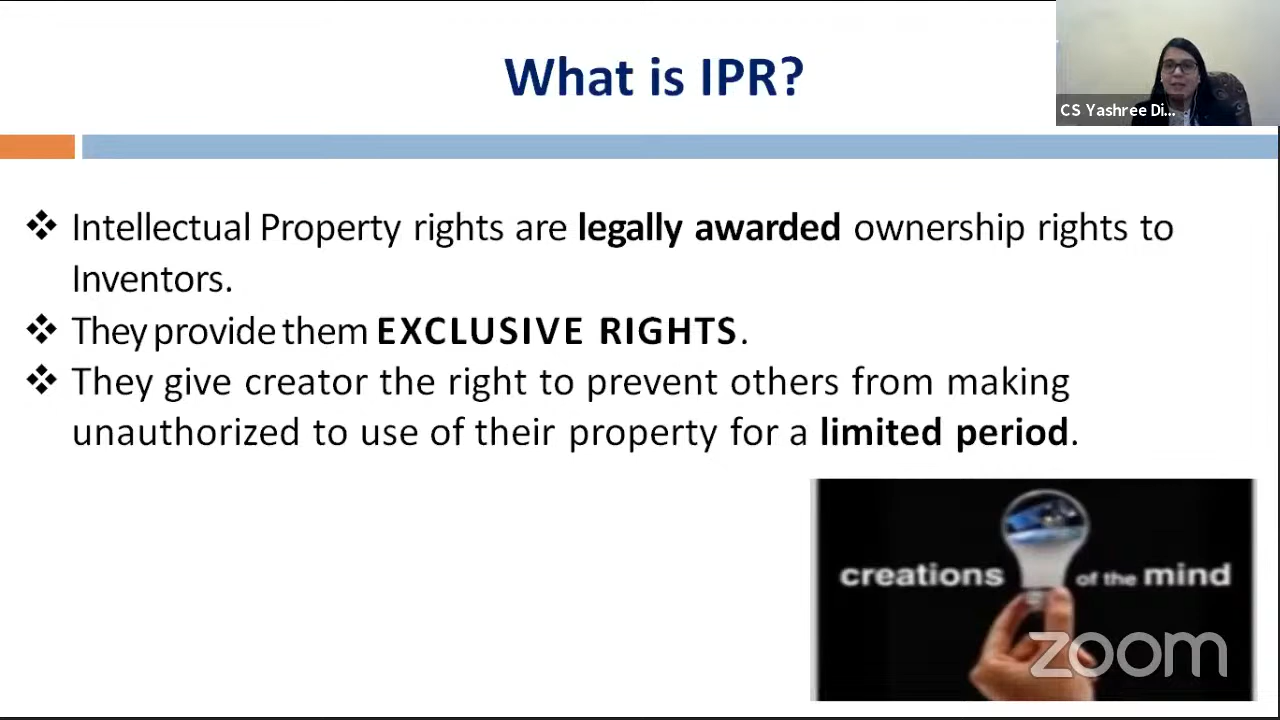 What is IPR?
CS Yashree Di...
❖ Intellectual Property rights are legally awarded ownership rights to
Inventors.
❖ They provide them EXCLUSIVE RIGHTS.
❖ They give creator the right to prevent others from making
unauthorized to use of their property for a limited period.
creations of the mind
zoom